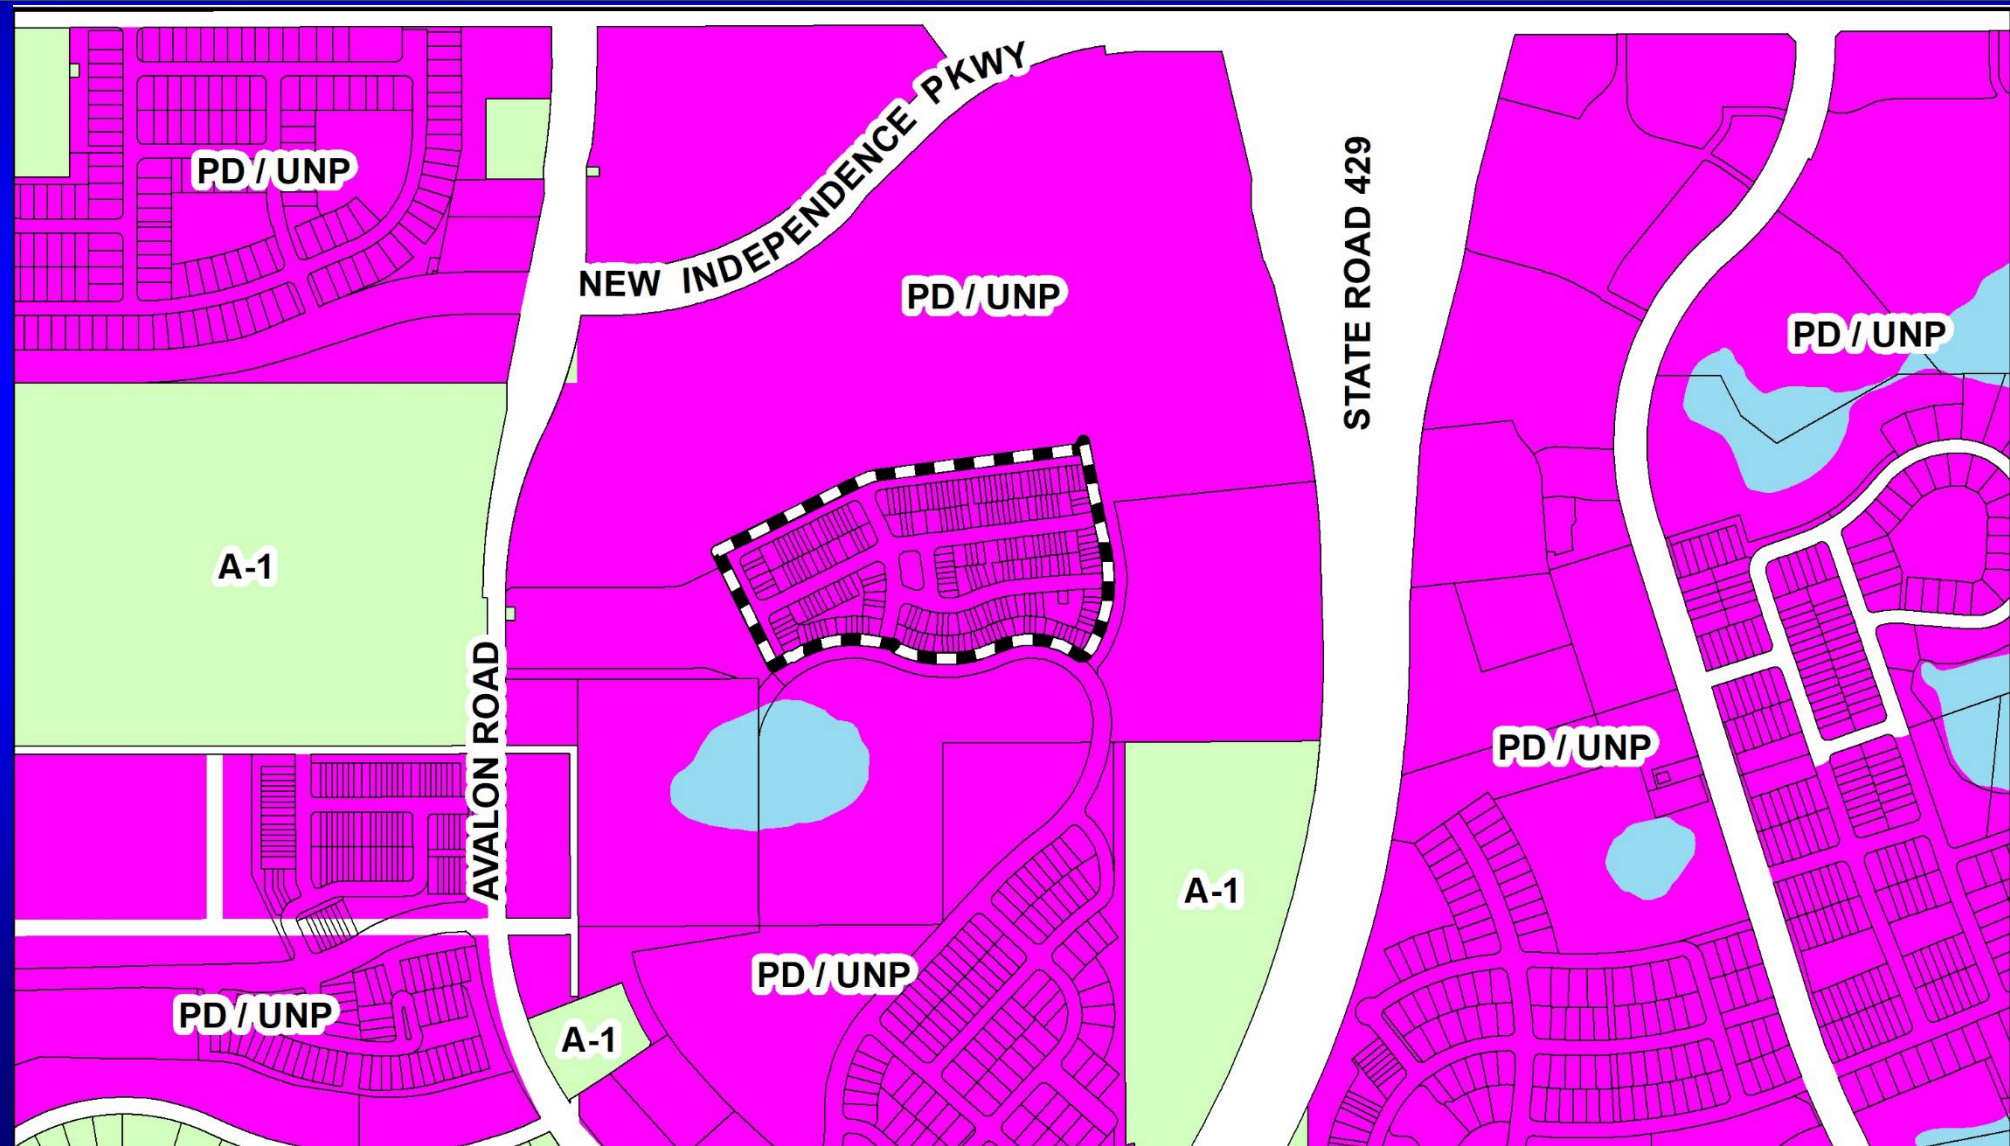 PD / UNP
NEW INDEPENDENCE PKWY
STATE ROAD 429
PD / UNP
PD / UNP
A-1
AVALON ROAD
PD / UNP
A-1
PD / UNP
PD / UNP
A-1